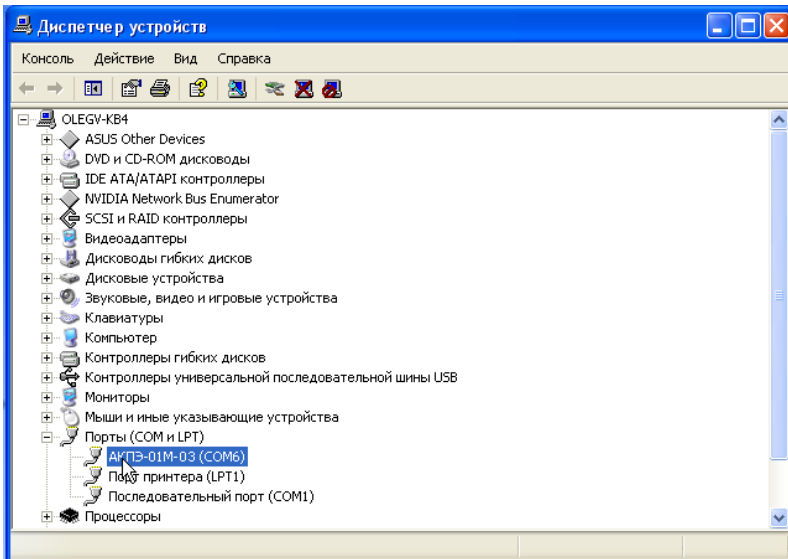 Диспетчер устройств
Консоль Действие Вид Справка
OLEGV-KB4
ASUS Other Devices
DVD и CD-ROM дисководы
IDE ATA/ATAPI контроллеры
NVIDIA Network Bus Enumerator
SCSI и RAID контроллеры
Видеоадаптеры
Дисководы гибких дисков
Дисковые устройства
Звуковые, видео и игровые устройства
Клавиатуры
Компьютер
Контроллеры гибких дисков
Контроллеры универсальной последовательной шины USB
Мониторы
Мыши и иные указывающие устройства
Порты (COM и LPT)
АКПЭ-01М-03 (COM6)
Порт принтера (LPT1)
Последовательный порт (COM1)
Процессоры